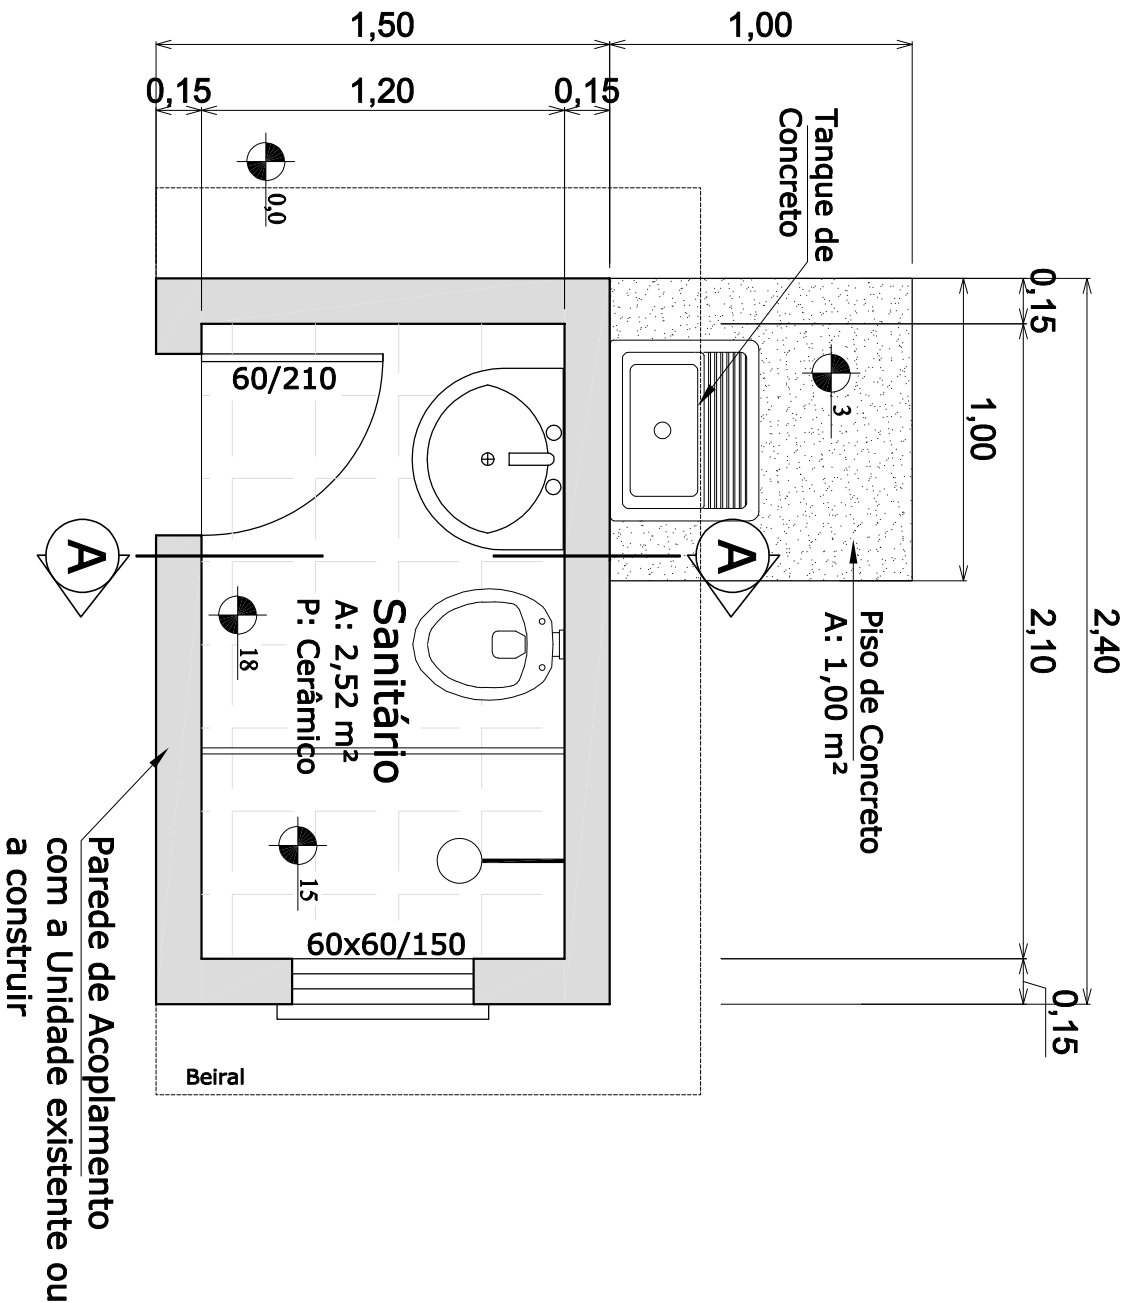 1,50
1,00
0,15
1,20
0,15
Tanque de
Concreto
0,0
0,15
3
1,00
60/210
A
A
2,10
2,40
Piso de Concreto
A: 1,00 m²
Sanitário
A: 2,52 m²
P: Cerâmico
18
15
60x60/150
0,15
Beiral
Parede de Acoplamento
com a Unidade existente ou
a construir